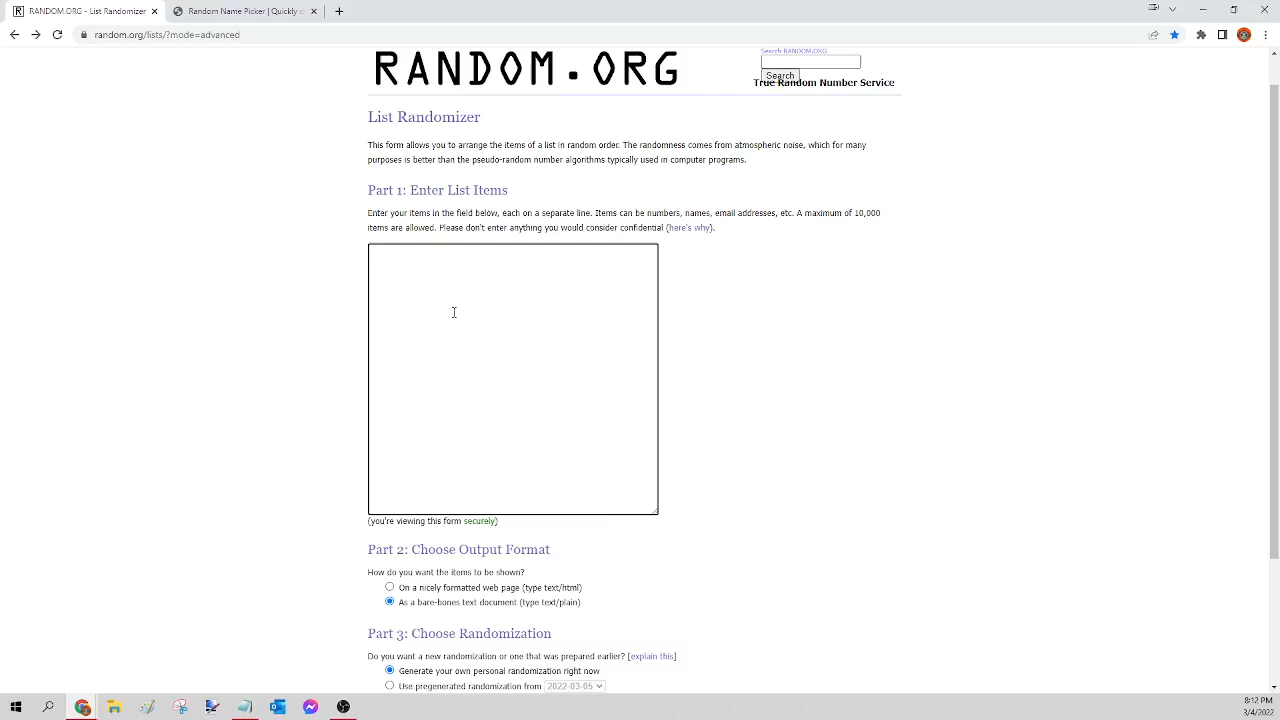 RANDOM.ORG - List Randomizer
Random Name Picker | Quickly c
random.org/lists/?mode=advanced
RANDOM.ORG
Search RANDOM.ORG
Search
True Random Number Service
List Randomizer
This form allows you to arrange the items of a list in random order. The randomness comes from atmospheric noise, which for many
purposes is better than the pseudo-random number algorithms typically used in computer programs.
Part 1: Enter List Items
Enter your items in the field below, each on a separate line. Items can be numbers, names, email addresses, etc. A maximum of 10,000
items are allowed. Please don't enter anything you would consider confidential (here's why).
(you're viewing this form securely)
Part 2: Choose Output Format
How do you want the items to be shown?
On a nicely formatted web page (type text/html)
As a bare-bones text document (type text/plain)
Part 3: Choose Randomization
Do you want a new randomization or one that was prepared earlier? [explain this]
Generate your own personal randomization right now
Use pregenerated randomization from 2022-03-05
8:12 PM
3/4/2022